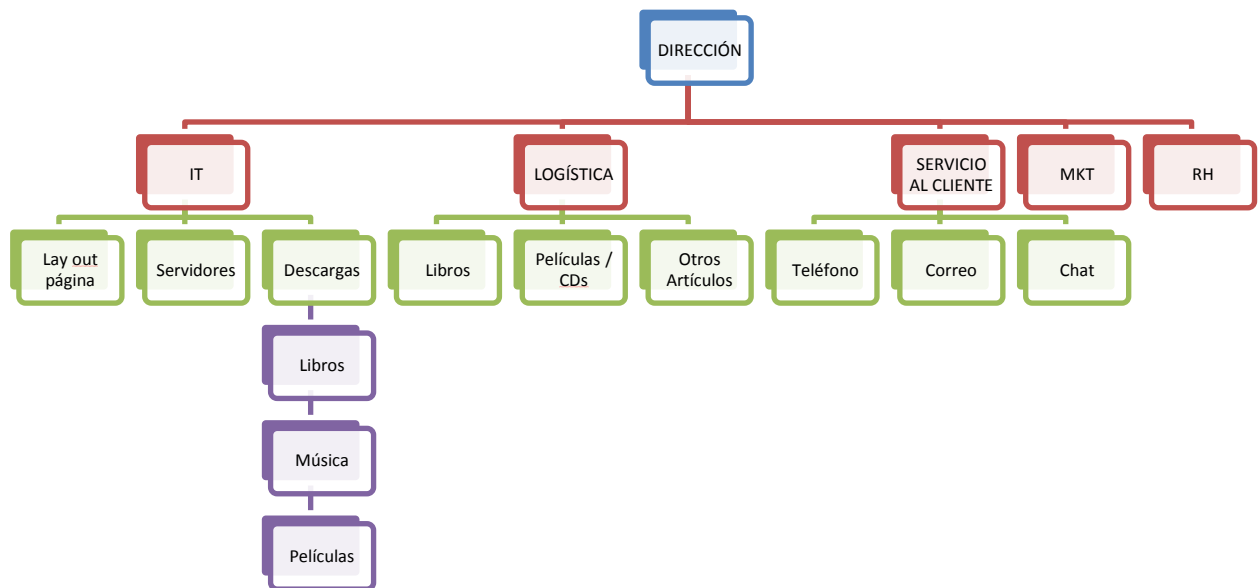 DIRECCIÓN
IT
LOGÍSTICA
SERVICIO
AL CLIENTE
MKT
RH
Lay out
página
Servidores
Descargas
Libros
Películas /
CDs
Otros
Artículos
Teléfono
Correo
Chat
Libros
Música
Películas